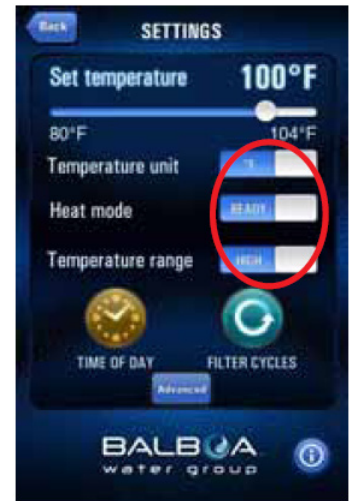 Back
SETTINGS
Set temperature 100°F
80°F 104°F
Temperature unit °F
Heat mode READY
Temperature range HIGH
TIME OF DAY FILTER CYCLES
Advanced
BALBOA
water group
i